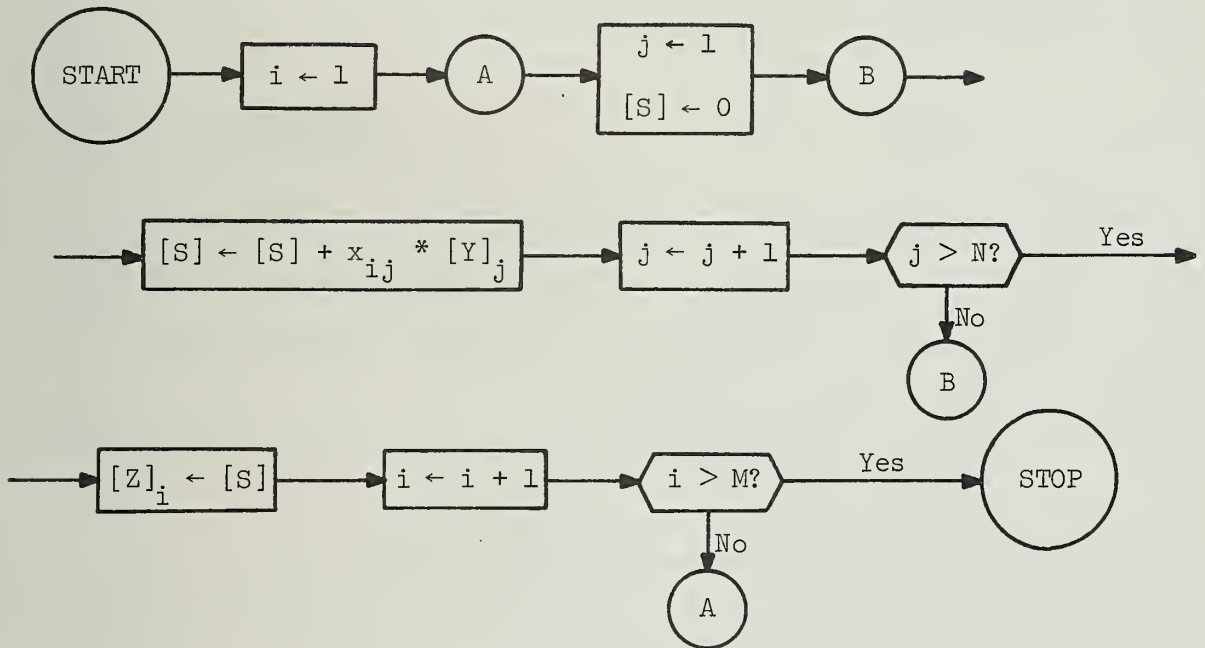 START
i ← 1
A
j ← 1
[S] ← 0
B
[S] ← [S] + x_ij * [Y]_j
j ← j + 1
j > N?
Yes
No
B
[Z]_i ← [S]
i ← i + 1
i > M?
Yes
STOP
No
A